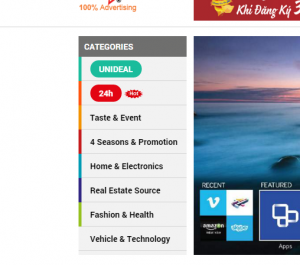 100% Advertising
Khi Đăng Ký 3
CATEGORIES
UNIDEAL
24h Hot
Taste & Event
4 Seasons & Promotion
Home & Electronics
Real Estate Source
Fashion & Health
Vehicle & Technology
RECENT
FEATURED
amazon
Apps